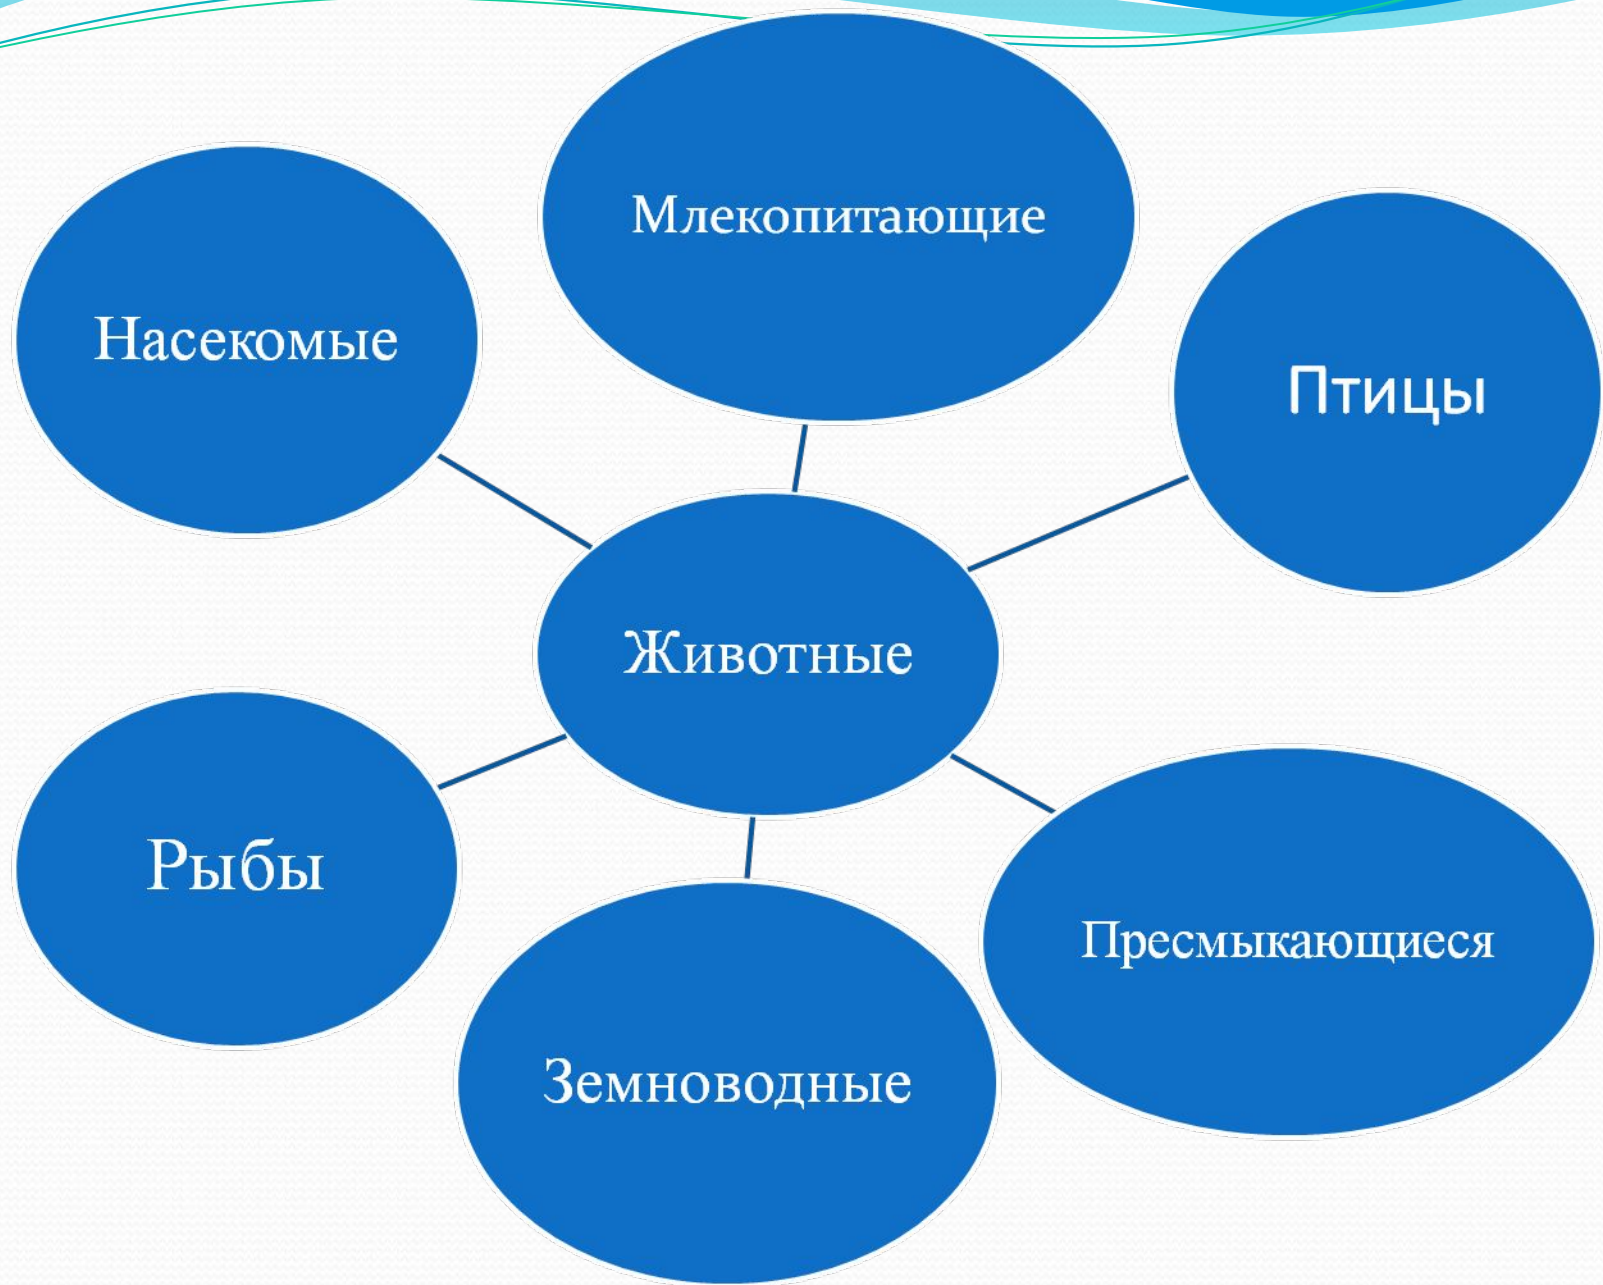 Млекопитающие
Насекомые
Птицы
Животные
Рыбы
Пресмыкающиеся
Земноводные